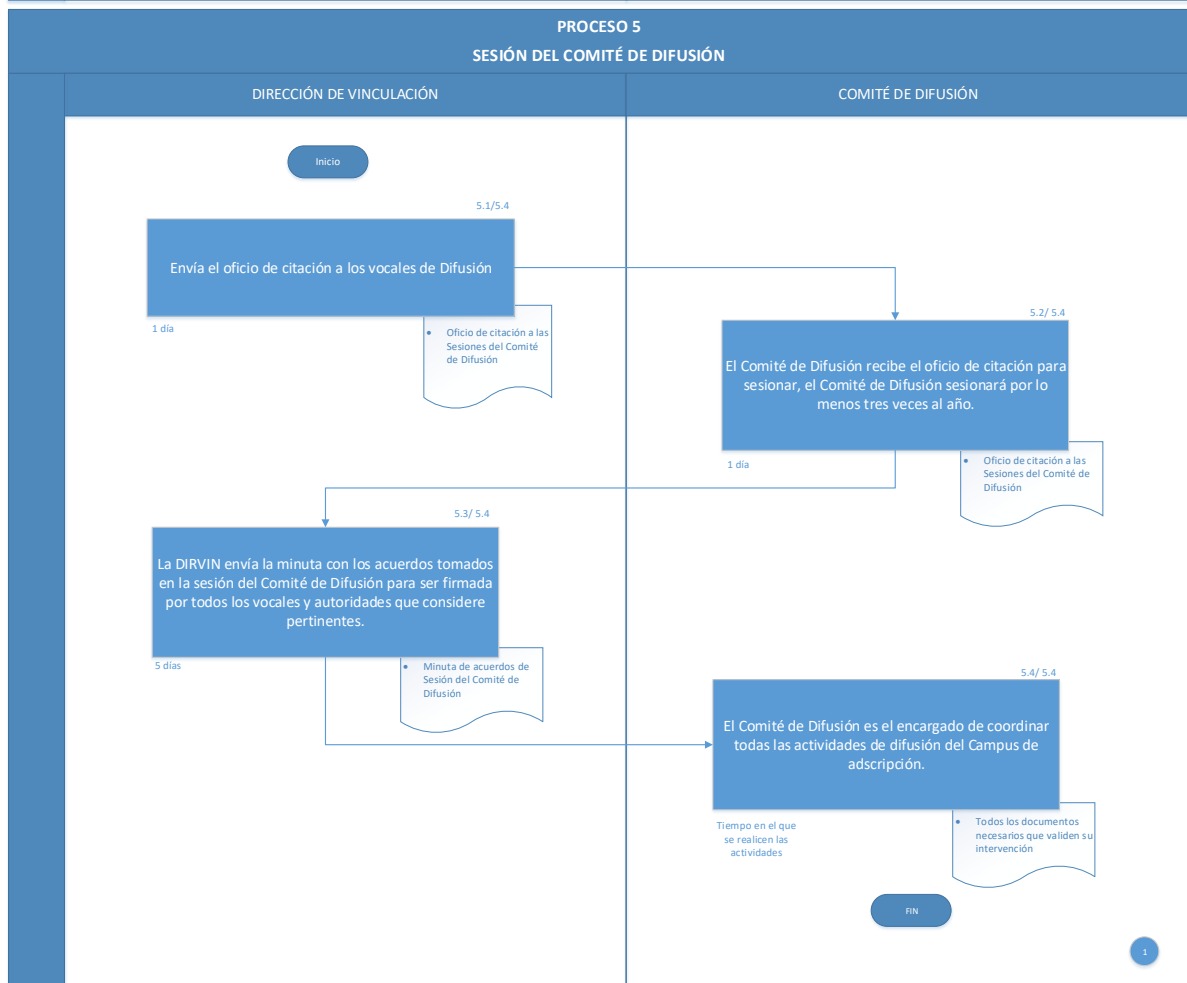 PROCESO 5
SESIÓN DEL COMITÉ DE DIFUSIÓN
DIRECCIÓN DE VINCULACIÓN
COMITÉ DE DIFUSIÓN
Inicio
5.1/5.4
Envía el oficio de citación a los vocales de Difusión
1 día
• Oficio de citación a las
Sesiones del Comité
de Difusión
5.2/ 5.4
El Comité de Difusión recibe el oficio de citación para
sesionar, el Comité de Difusión sesionará por lo
menos tres veces al año.
1 día
• Oficio de citación a las
Sesiones del Comité de
Difusión
5.3/ 5.4
La DIRVIN envía la minuta con los acuerdos tomados
en la sesión del Comité de Difusión para ser firmada
por todos los vocales y autoridades que considere
pertinentes.
5 días
• Minuta de acuerdos de
Sesión del Comité de
Difusión
5.4/ 5.4
El Comité de Difusión es el encargado de coordinar
todas las actividades de difusión del Campus de
adscripción.
Tiempo en el que
se realicen las
actividades
• Todos los documentos
necesarios que validen su
intervención
FIN
1